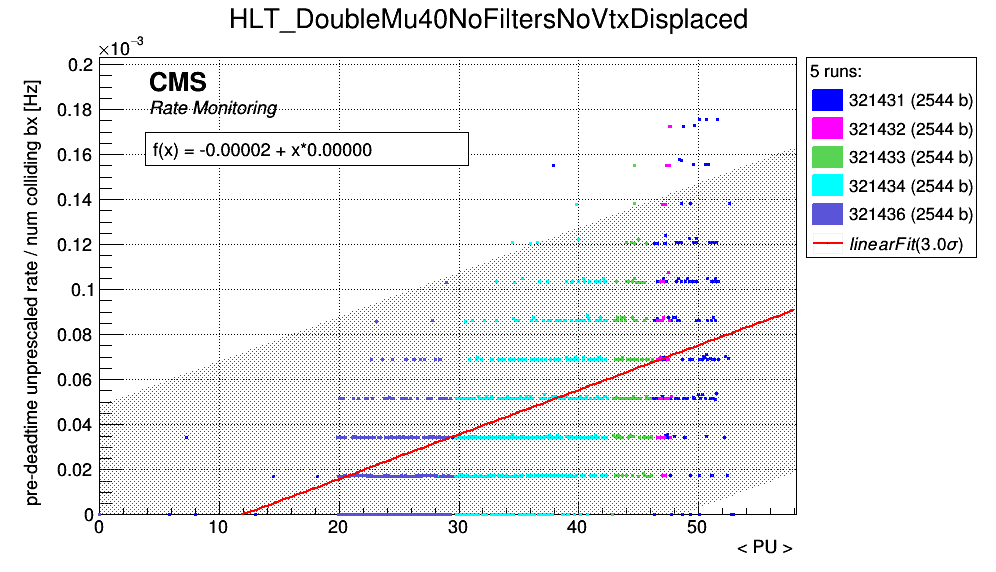 HLT_DoubleMu40NoFiltersNoVtxDisplaced
×10⁻³
0.2
0.18
0.16
0.14
0.12
0.1
0.08
0.06
0.04
0.02
0
pre-deadtime unprescaled rate / num colliding bx [Hz]
CMS
Rate Monitoring
f(x) = -0.00002 + x*0.00000
0 10 20 30 40 50
< PU >
5 runs:
321431 (2544 b)
321432 (2544 b)
321433 (2544 b)
321434 (2544 b)
321436 (2544 b)
linearFit(3.0σ)